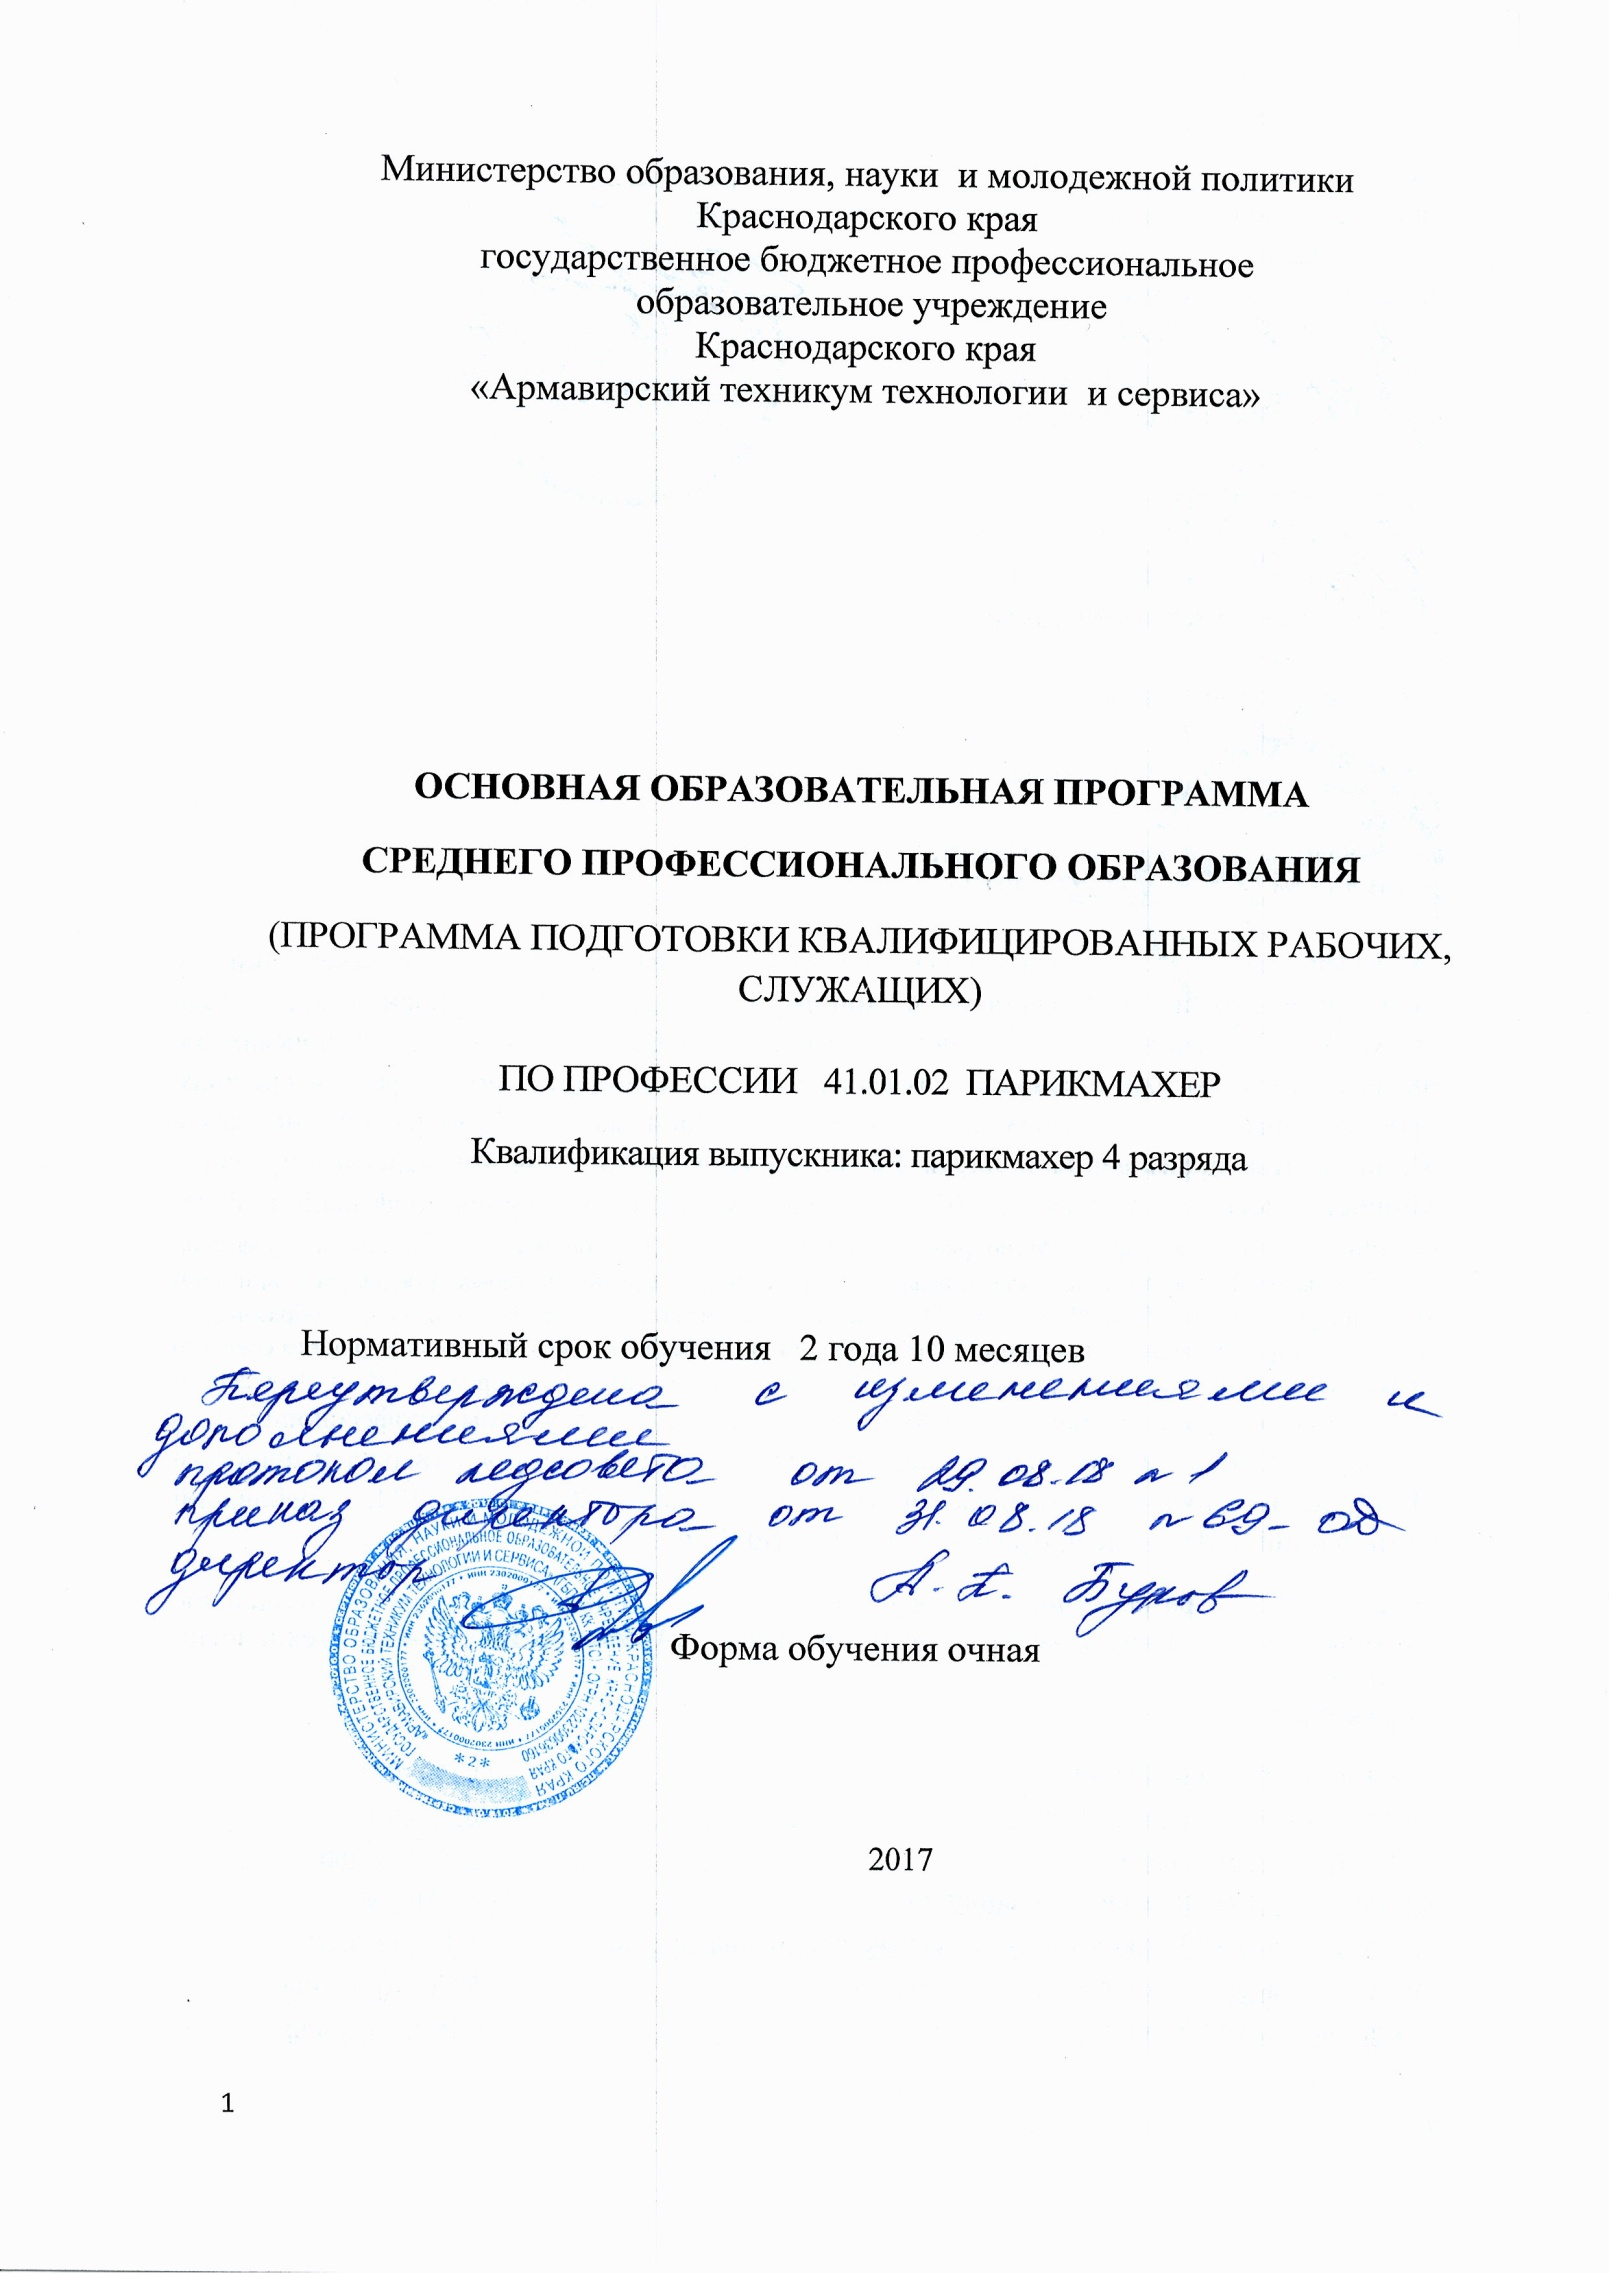 Министерство образования, науки и молодежной политики
Краснодарского края
государственное бюджетное профессиональное
образовательное учреждение
Краснодарского края
«Армавирский техникум технологии и сервиса»
ОСНОВНАЯ ОБРАЗОВАТЕЛЬНАЯ ПРОГРАММА
СРЕДНЕГО ПРОФЕССИОНАЛЬНОГО ОБРАЗОВАНИЯ
(ПРОГРАММА ПОДГОТОВКИ КВАЛИФИЦИРОВАННЫХ РАБОЧИХ,
СЛУЖАЩИХ)
ПО ПРОФЕССИИ 41.01.02 ПАРИКМАХЕР
Квалификация выпускника: парикмахер 4 разряда
Нормативный срок обучения 2 года 10 месяцев
Переутверждена с изменениями и
дополнениями
протокол педсовета от 29.08.18 n 1
приказ директора от 31.08.18 n 69-од
директор А.П. Буров
Форма обучения очная
*2*
2017
1